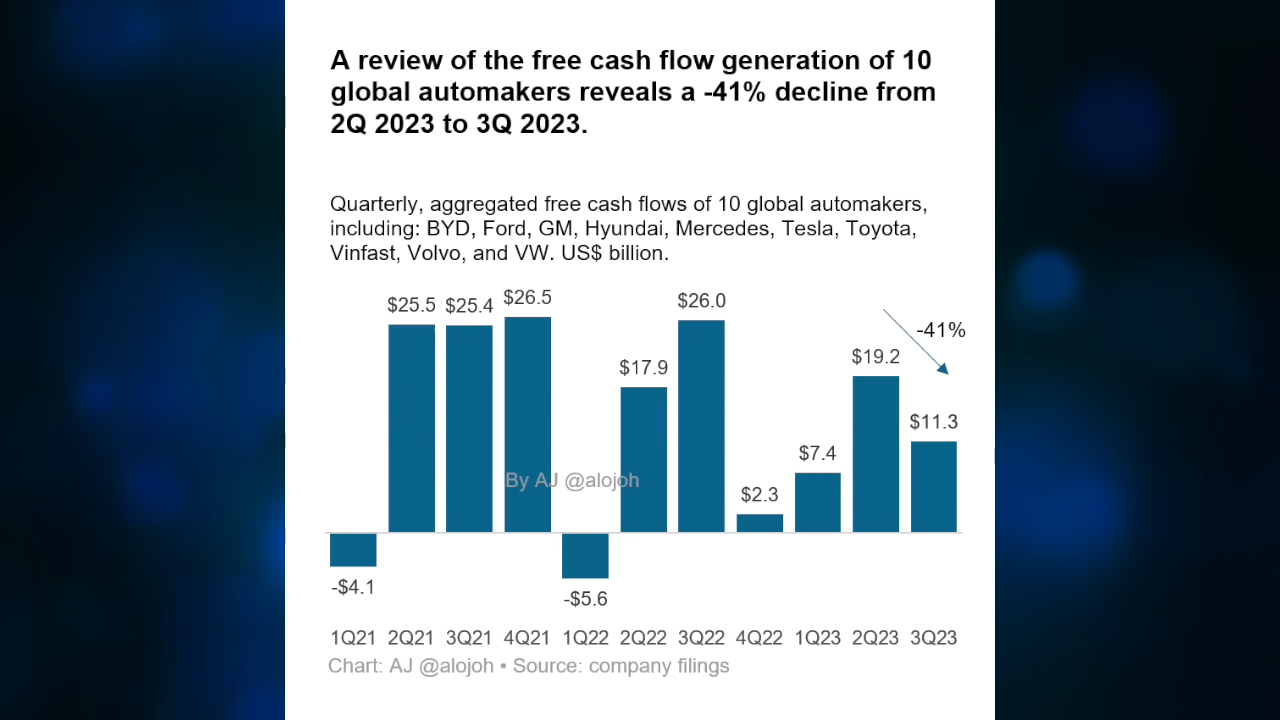 A review of the free cash flow generation of 10
global automakers reveals a -41% decline from
2Q 2023 to 3Q 2023.
Quarterly, aggregated free cash flows of 10 global automakers,
including: BYD, Ford, GM, Hyundai, Mercedes, Tesla, Toyota,
Vinfast, Volvo, and VW. US$ billion.
$25.5 $25.4 $26.5 $26.0
-41%
$19.2
$17.9
$11.3
$7.4
By AJ @alojoh
$2.3
-$4.1
-$5.6
1Q21 2Q21 3Q21 4Q21 1Q22 2Q22 3Q22 4Q22 1Q23 2Q23 3Q23
Chart: AJ @alojoh • Source: company filings